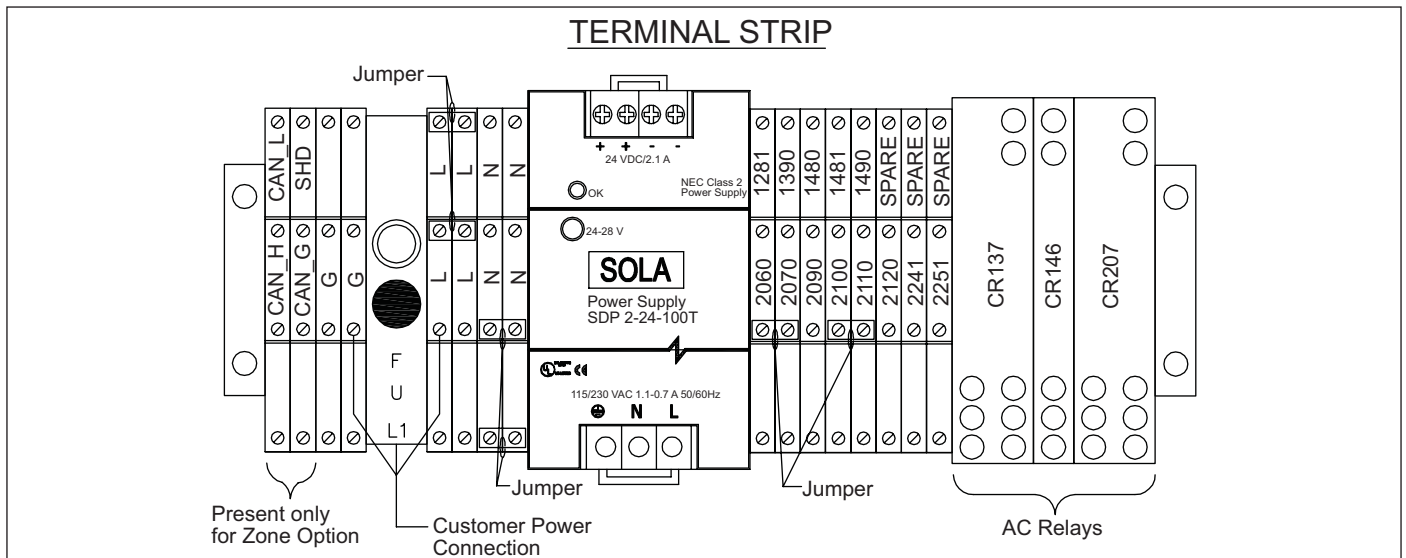 TERMINAL STRIP
Jumper
CAN_L
SHD
L
L
N
N
+ + - -
24 VDC/2.1 A
OK
NEC Class 2
Power Supply
1281
1390
1480
1481
1490
SPARE
SPARE
SPARE
CAN_H
CAN_G
G
G
F
U
L1
L
L
N
N
24-28 V
SOLA
Power Supply
SDP 2-24-100T
2060
2070
2090
2100
2110
2120
2241
2251
CR137
CR146
CR207
UL
CE
115/230 VAC 1.1-0.7 A 50/60Hz
N L
Jumper
Jumper
Present only
for Zone Option
Customer Power
Connection
AC Relays